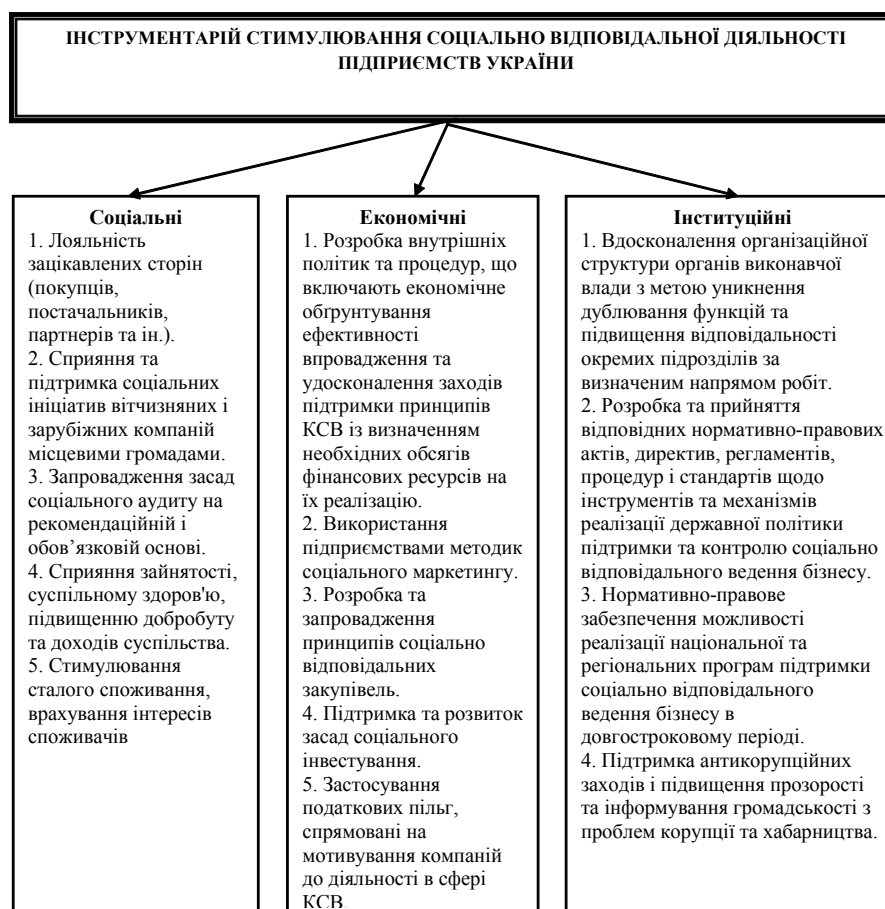 ІНСТРУМЕНТАРІЙ СТИМУЛЮВАННЯ СОЦІАЛЬНО ВІДПОВІДАЛЬНОЇ ДІЯЛЬНОСТІ
ПІДПРИЄМСТВ УКРАЇНИ
Соціальні
1. Лояльність
зацікавлених сторін
(покупців,
постачальників,
партнерів та ін.).
2. Сприяння та
підтримка соціальних
ініціатив вітчизняних і
зарубіжних компаній
місцевими громадами.
3. Запровадження засад
соціального аудиту на
рекомендаційній і
обов’язковій основі.
4. Сприяння зайнятості,
суспільному здоров'ю,
підвищенню добробуту
та доходів суспільства.
5. Стимулювання
сталого споживання,
врахування інтересів
споживачів
Економічні
1. Розробка внутрішніх
політик та процедур, що
включають економічне
обґрунтування
ефективності
впровадження та
удосконалення заходів
підтримки принципів
КСВ із визначенням
необхідних обсягів
фінансових ресурсів на
їх реалізацію.
2. Використання
підприємствами методик
соціального маркетингу.
3. Розробка та
запровадження
принципів соціально
відповідальних
закупівель.
4. Підтримка та розвиток
засад соціального
інвестування.
5. Застосування
податкових пільг,
спрямовані на
мотивування компаній
до діяльності в сфері
КСВ.
Інституційні
1. Вдосконалення організаційної
структури органів виконавчої
влади з метою уникнення
дублювання функцій та
підвищення відповідальності
окремих підрозділів за
визначеним напрямом робіт.
2. Розробка та прийняття
відповідних нормативно-правових
актів, директив, регламентів,
процедур і стандартів щодо
інструментів та механізмів
реалізації державної політики
підтримки та контролю соціально
відповідального ведення бізнесу.
3. Нормативно-правове
забезпечення можливості
реалізації національної та
регіональних програм підтримки
соціально відповідального
ведення бізнесу в
довгостроковому періоді.
4. Підтримка антикорупційних
заходів і підвищення прозорості
та інформування громадськості з
проблем корупції та хабарництва.